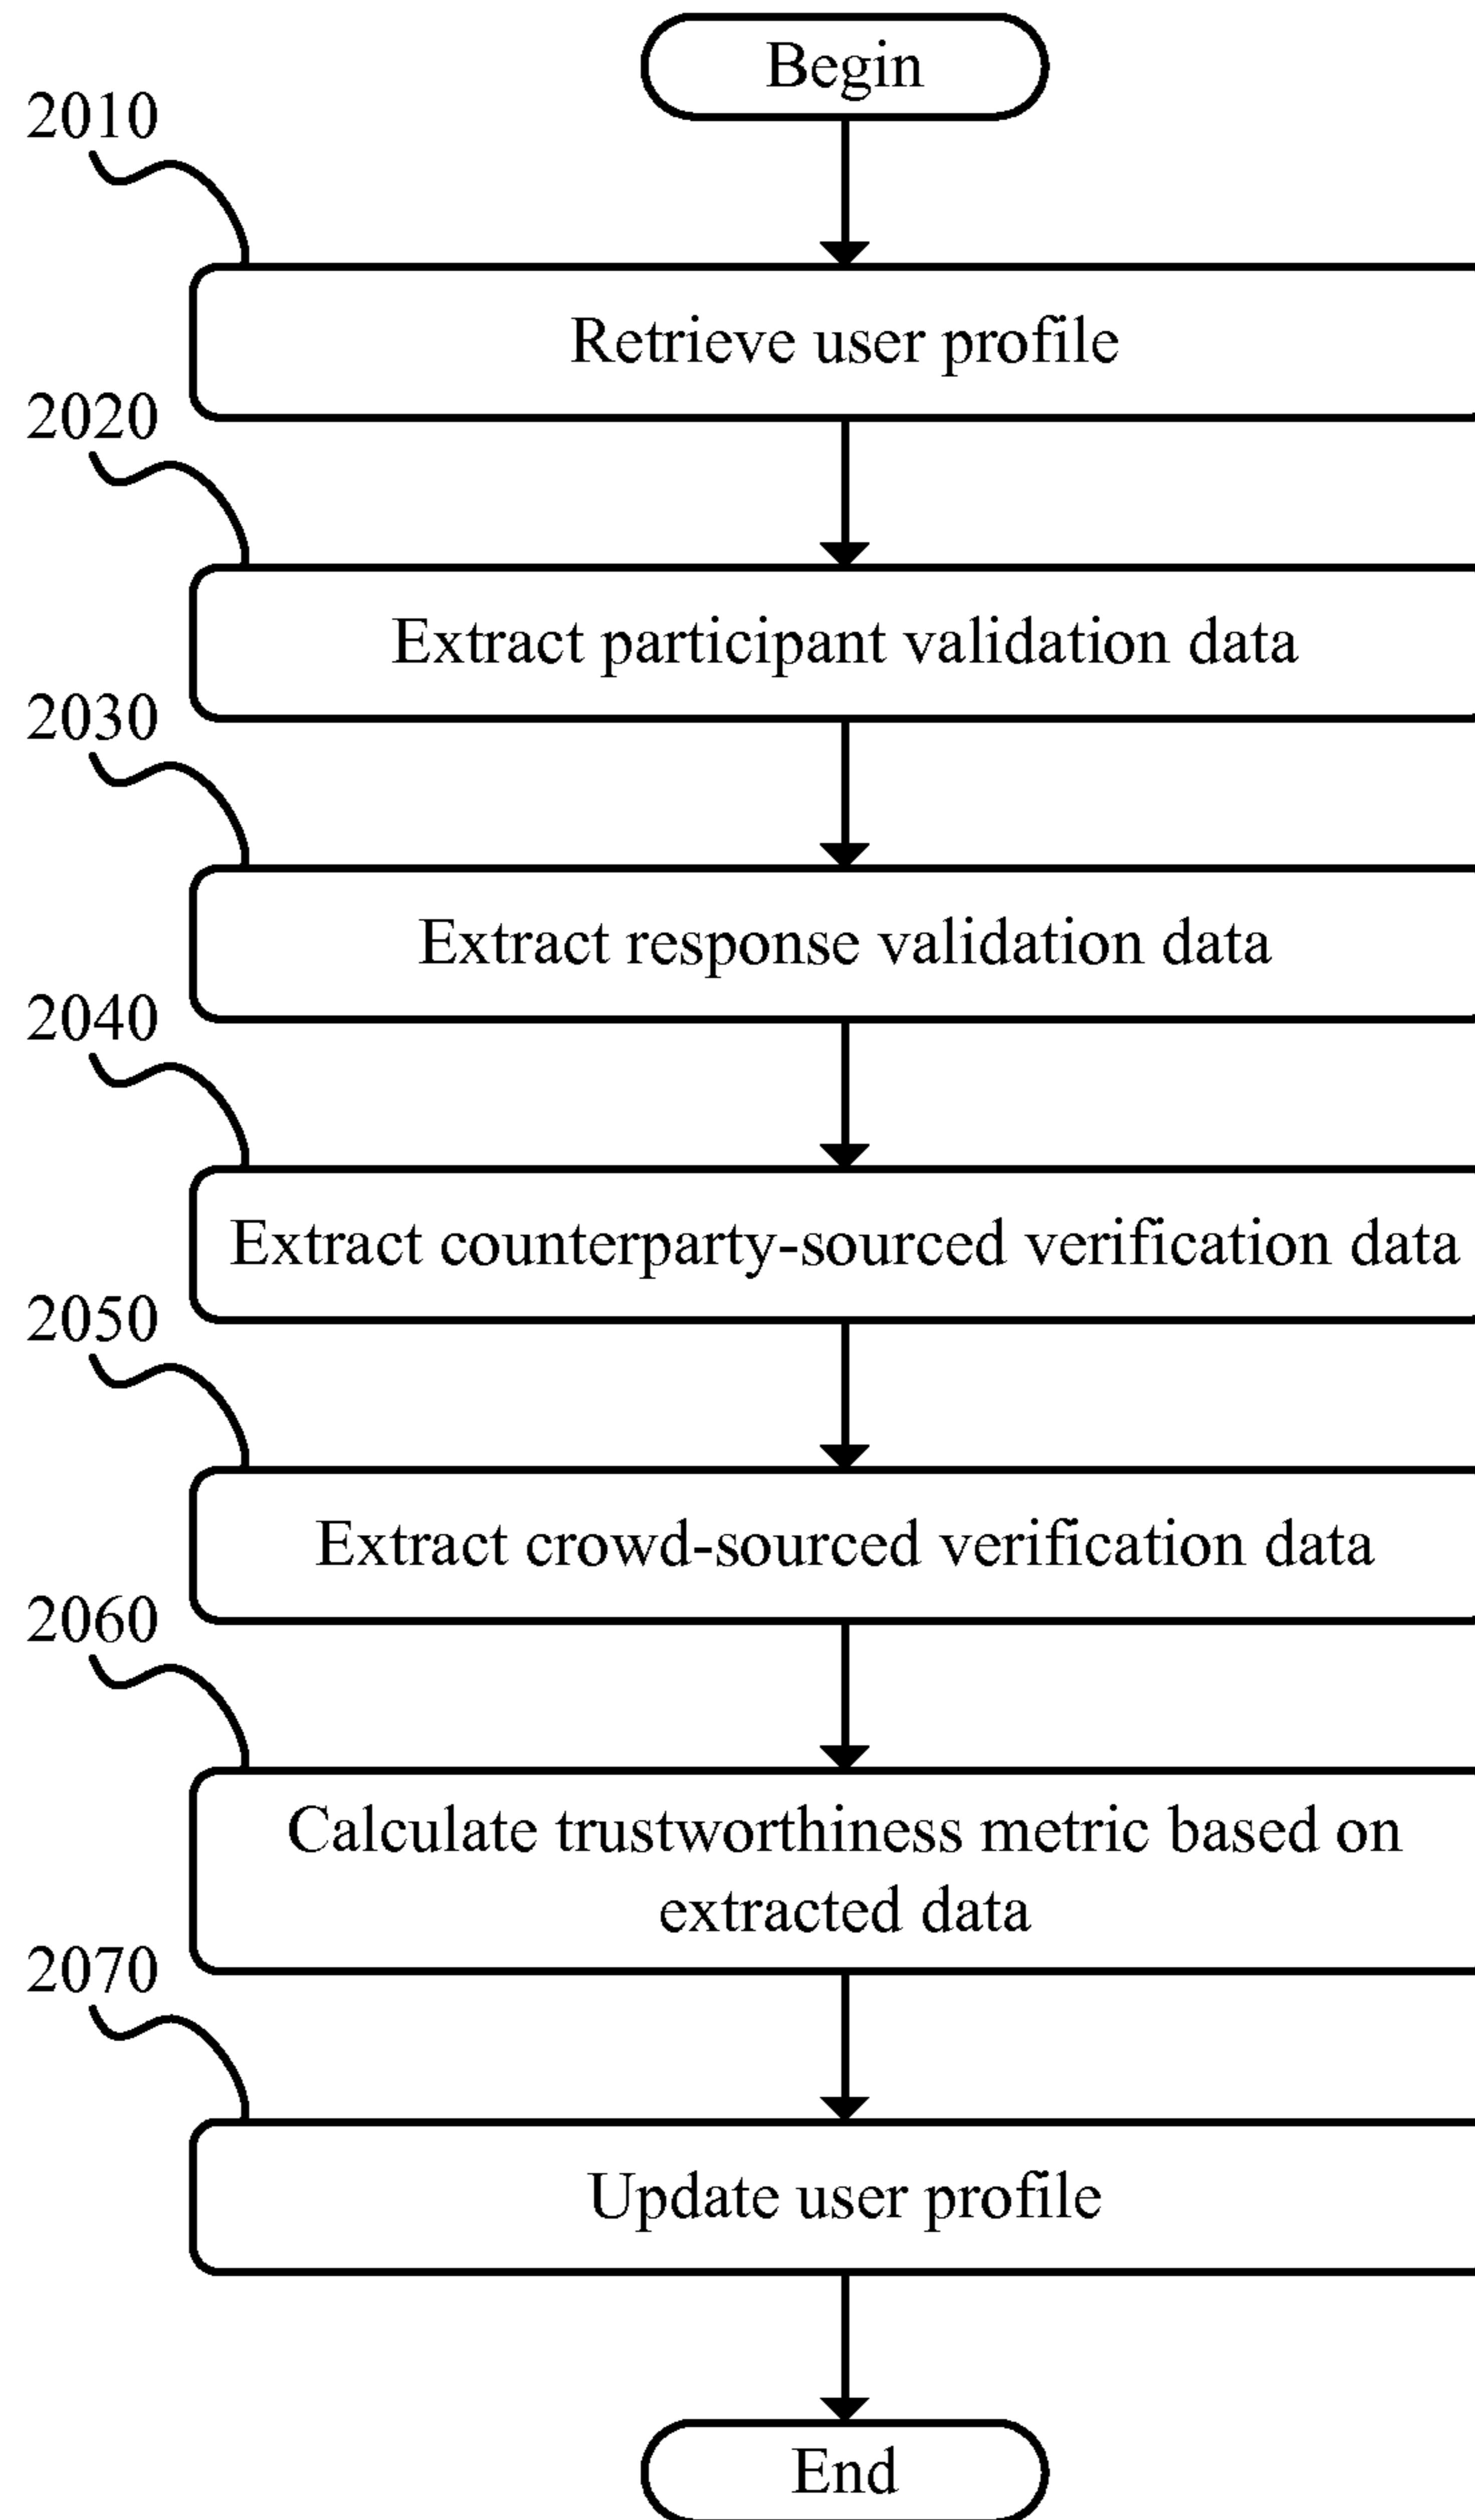 Begin
2010
Retrieve user profile
2020
Extract participant validation data
2030
Extract response validation data
2040
Extract counterparty-sourced verification data
2050
Extract crowd-sourced verification data
2060
Calculate trustworthiness metric based on
extracted data
2070
Update user profile
End